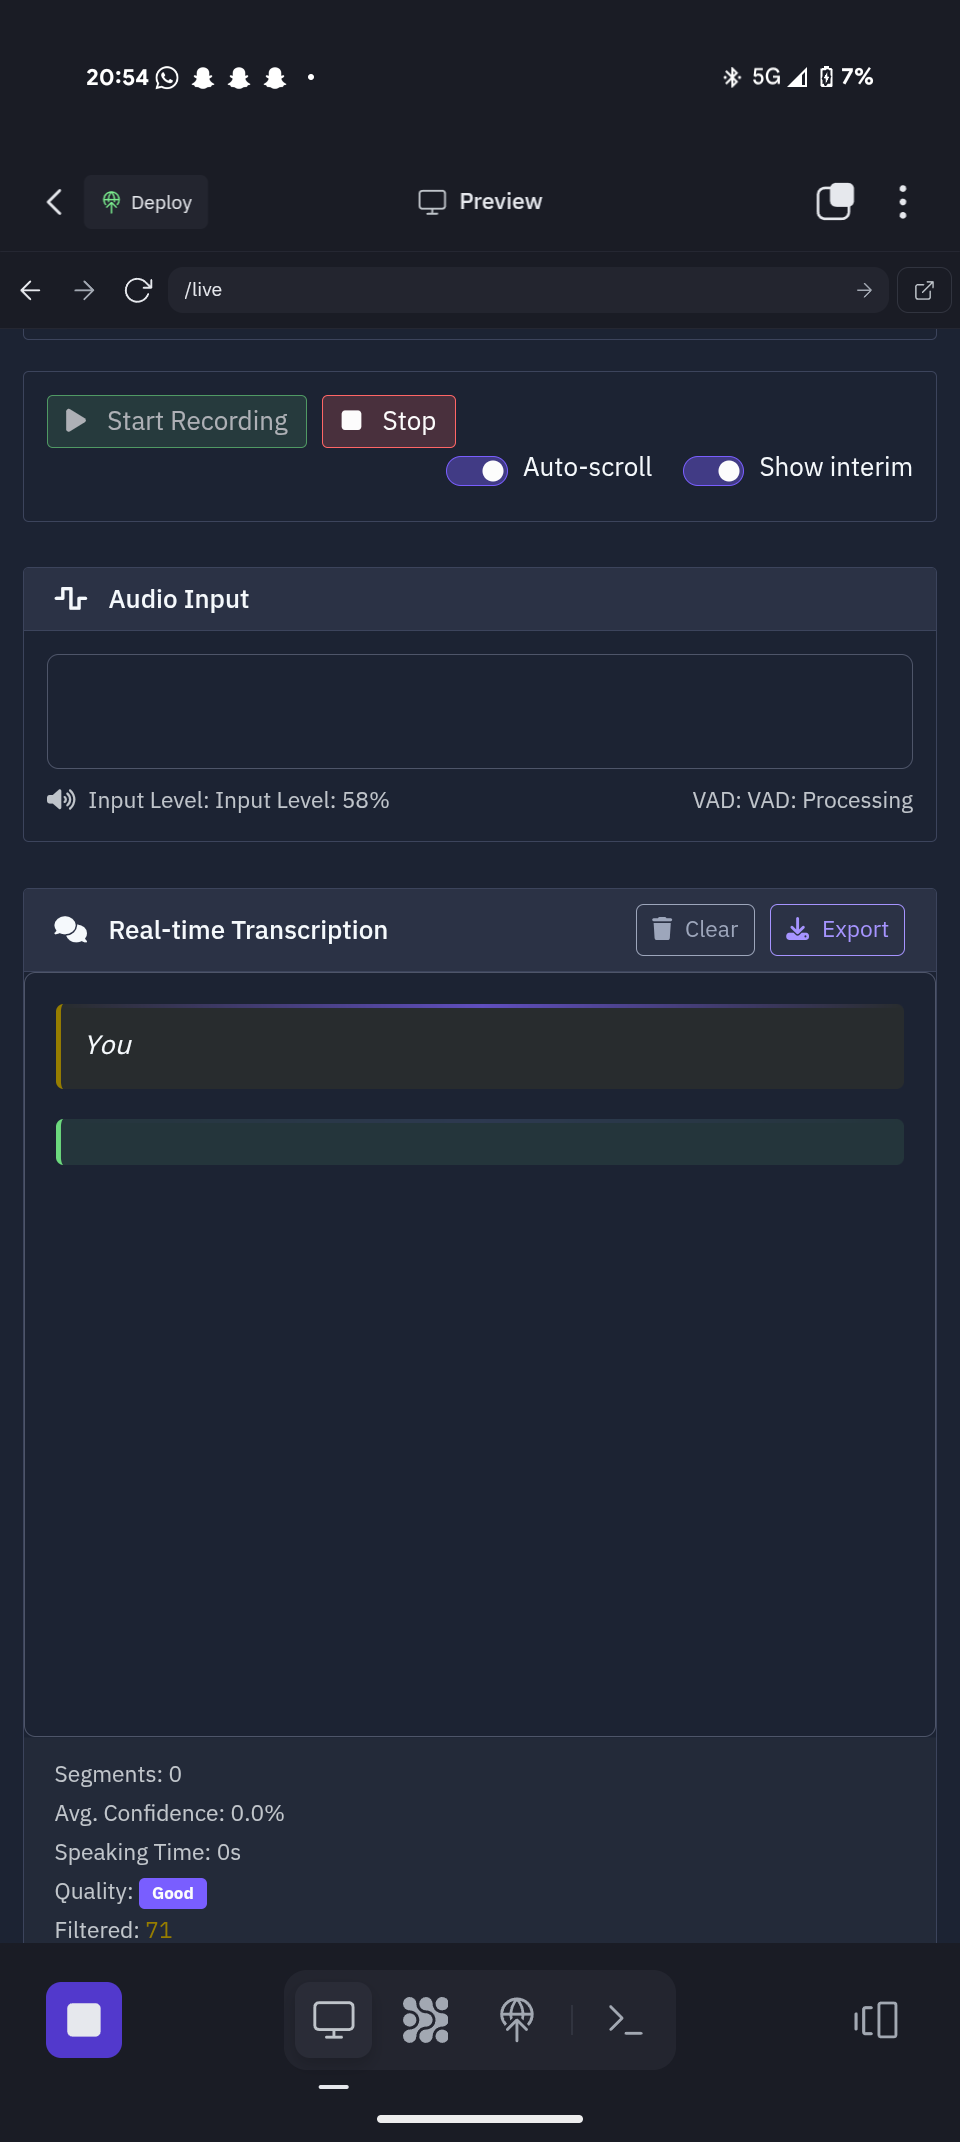 20:54
5G
7%
Deploy
Preview
/live
Start Recording
Stop
Auto-scroll
Show interim
Audio Input
Input Level: Input Level: 58%
VAD: VAD: Processing
Real-time Transcription
Clear
Export
You
Segments: 0
Avg. Confidence: 0.0%
Speaking Time: 0s
Quality: Good
Filtered: 71